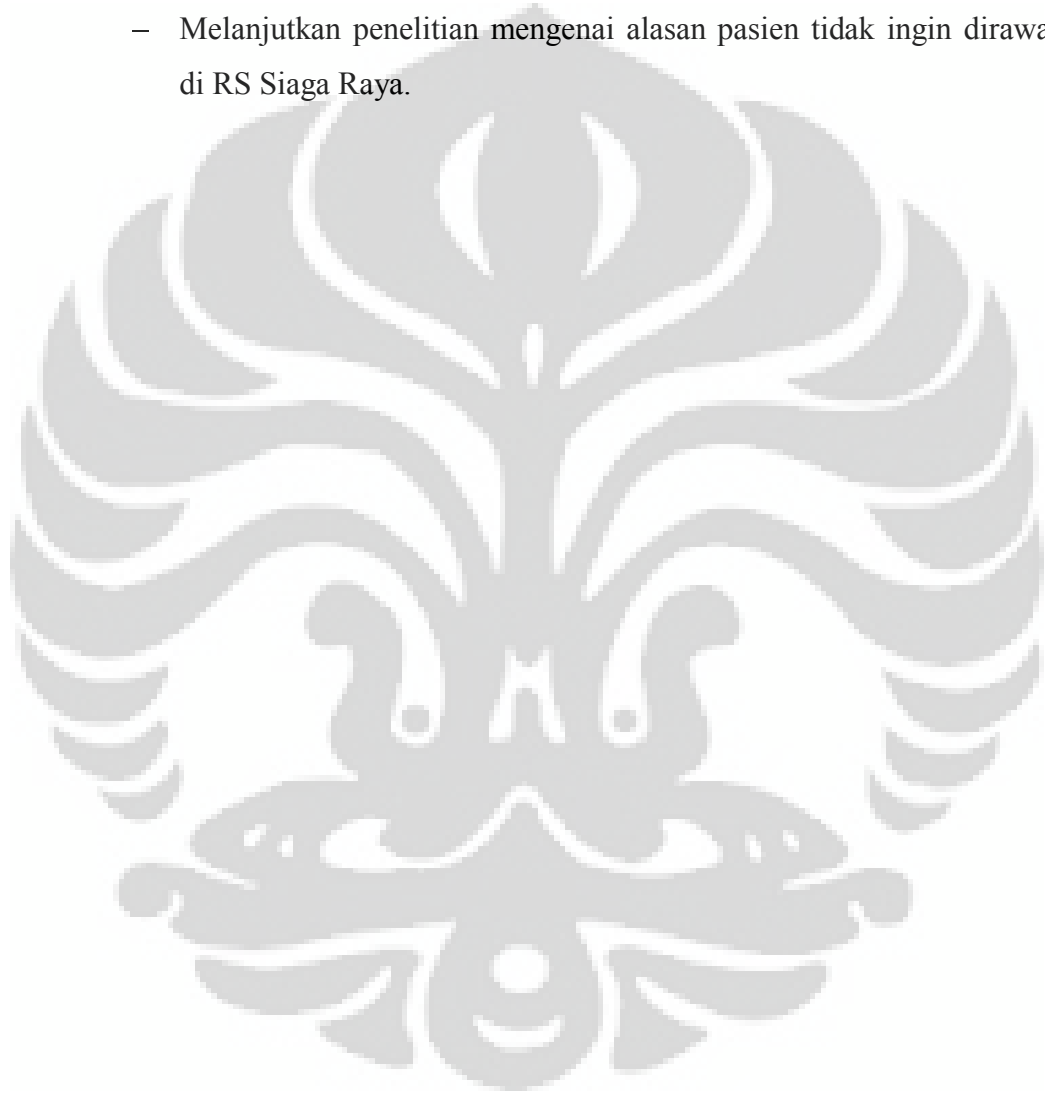 – Melanjutkan penelitian mengenai alasan pasien tidak ingin dirawa
di RS Siaga Raya.